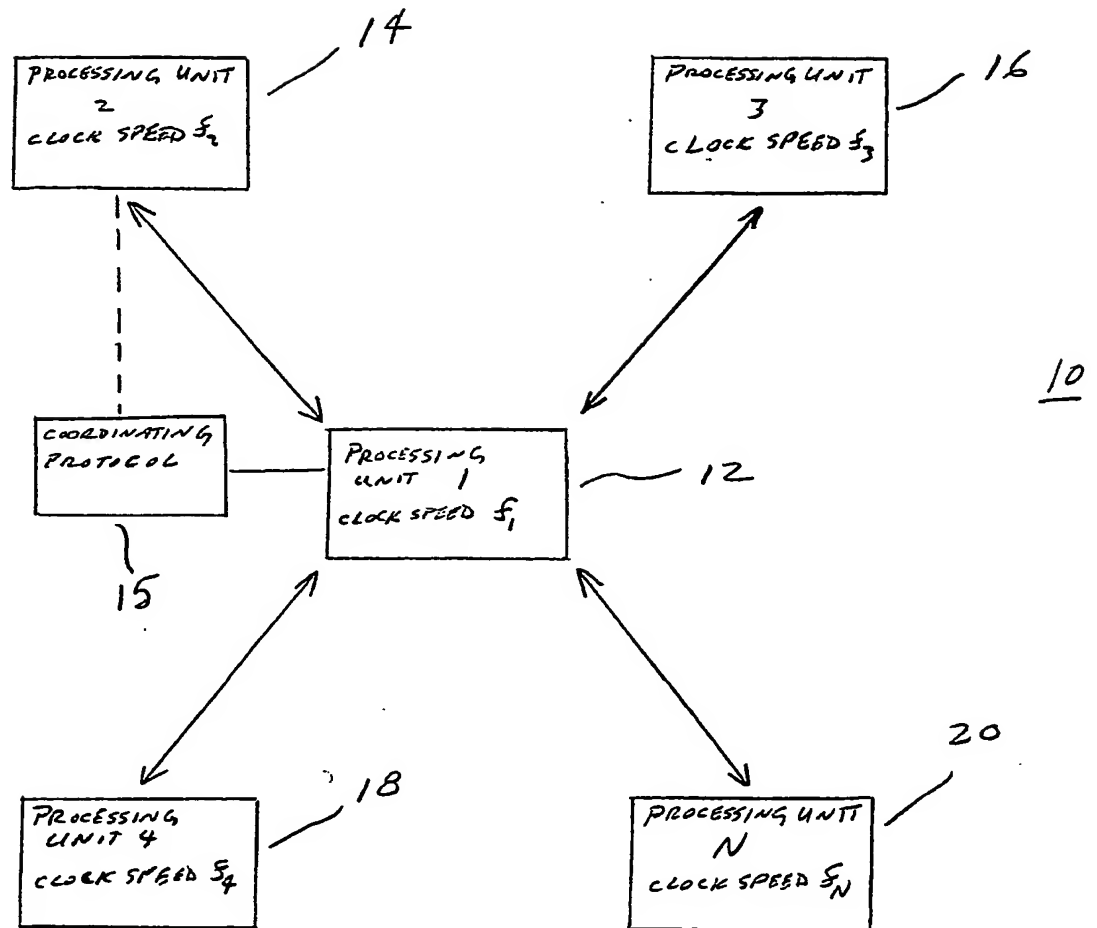 14
PROCESSING UNIT
2
CLOCK SPEED f2
PROCESSING UNIT
3
CLOCK SPEED f3
16
10
COORDINATING
PROTOCOL
15
PROCESSING
UNIT 1
CLOCK SPEED f1
12
PROCESSING
UNIT 4
CLOCK SPEED f4
18
PROCESSING UNIT
N
CLOCK SPEED fN
20